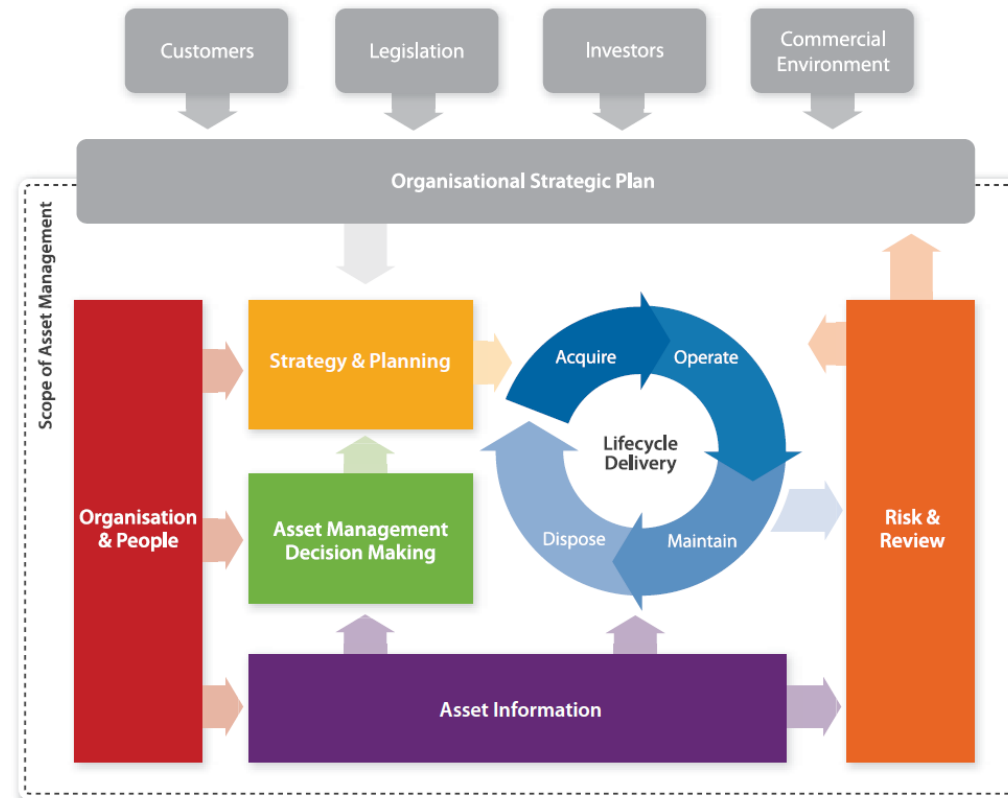 Customers
Legislation
Investors
Commercial
Environment
Organisational Strategic Plan
Scope of Asset Management
Strategy & Planning
Acquire
Operate
Lifecycle
Delivery
Organisation
& People
Asset Management
Decision Making
Dispose
Maintain
Risk &
Review
Asset Information